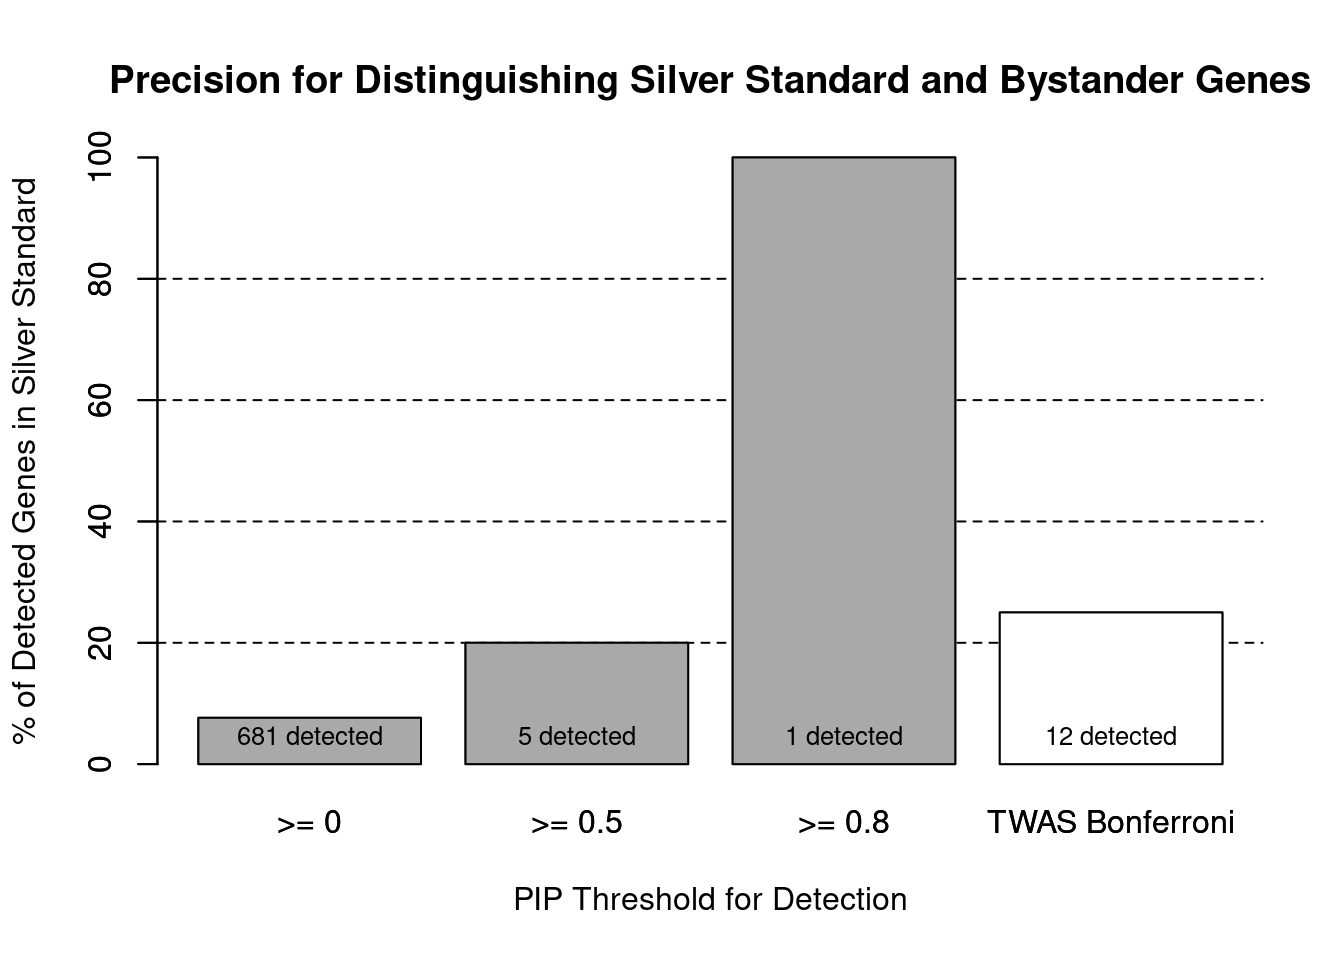 Precision for Distinguishing Silver Standard and Bystander Genes
% of Detected Genes in Silver Standard
100
80
60
40
20
0
681 detected
5 detected
1 detected
12 detected
>= 0
>= 0.5
>= 0.8
TWAS Bonferroni
PIP Threshold for Detection